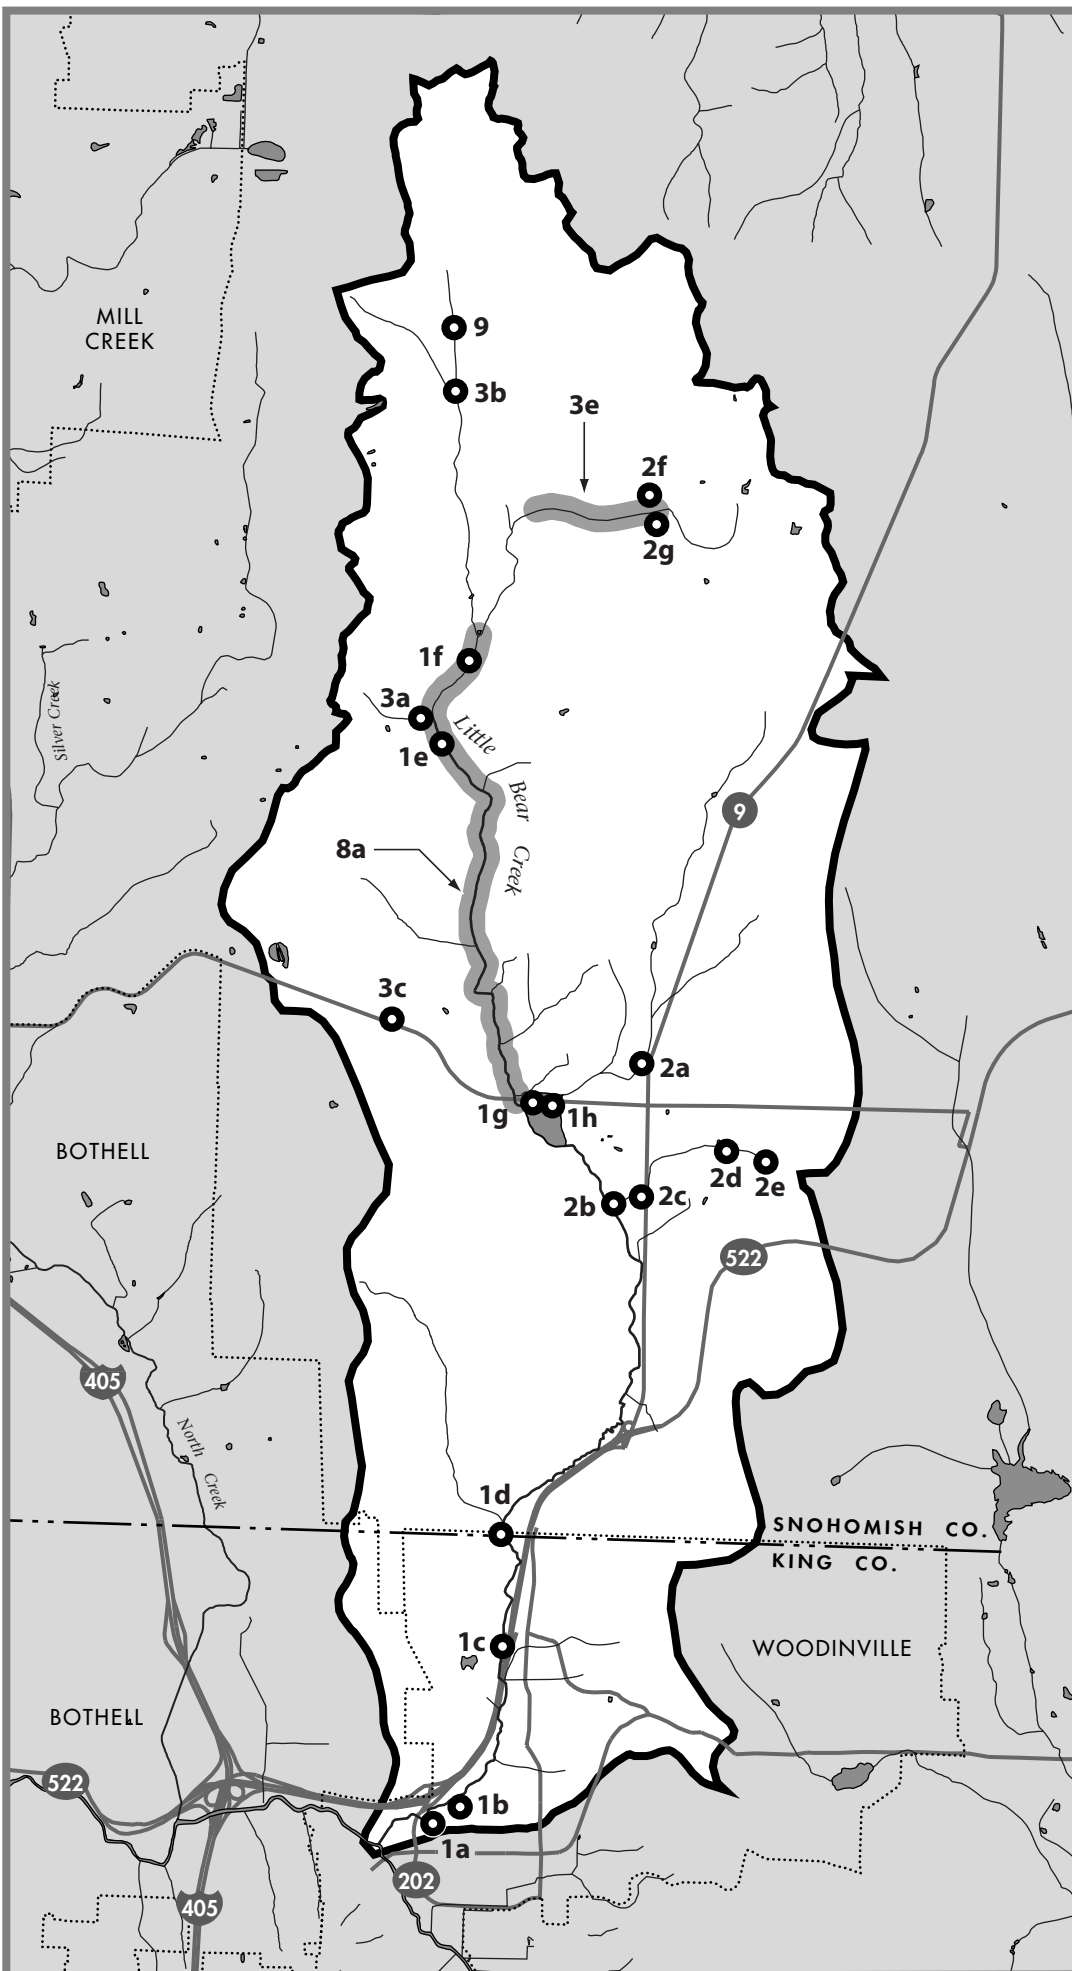 MILL
CREEK
9
3b
3e
2f
2g
1f
3a
1e
Little
Bear
Creek
Silver Creek
9
8a
3c
2a
1g
1h
2d
2e
2b
2c
BOTHELL
522
405
North
Creek
1d
SNOHOMISH CO.
KING CO.
1c
WOODINVILLE
BOTHELL
522
1b
1a
202
405